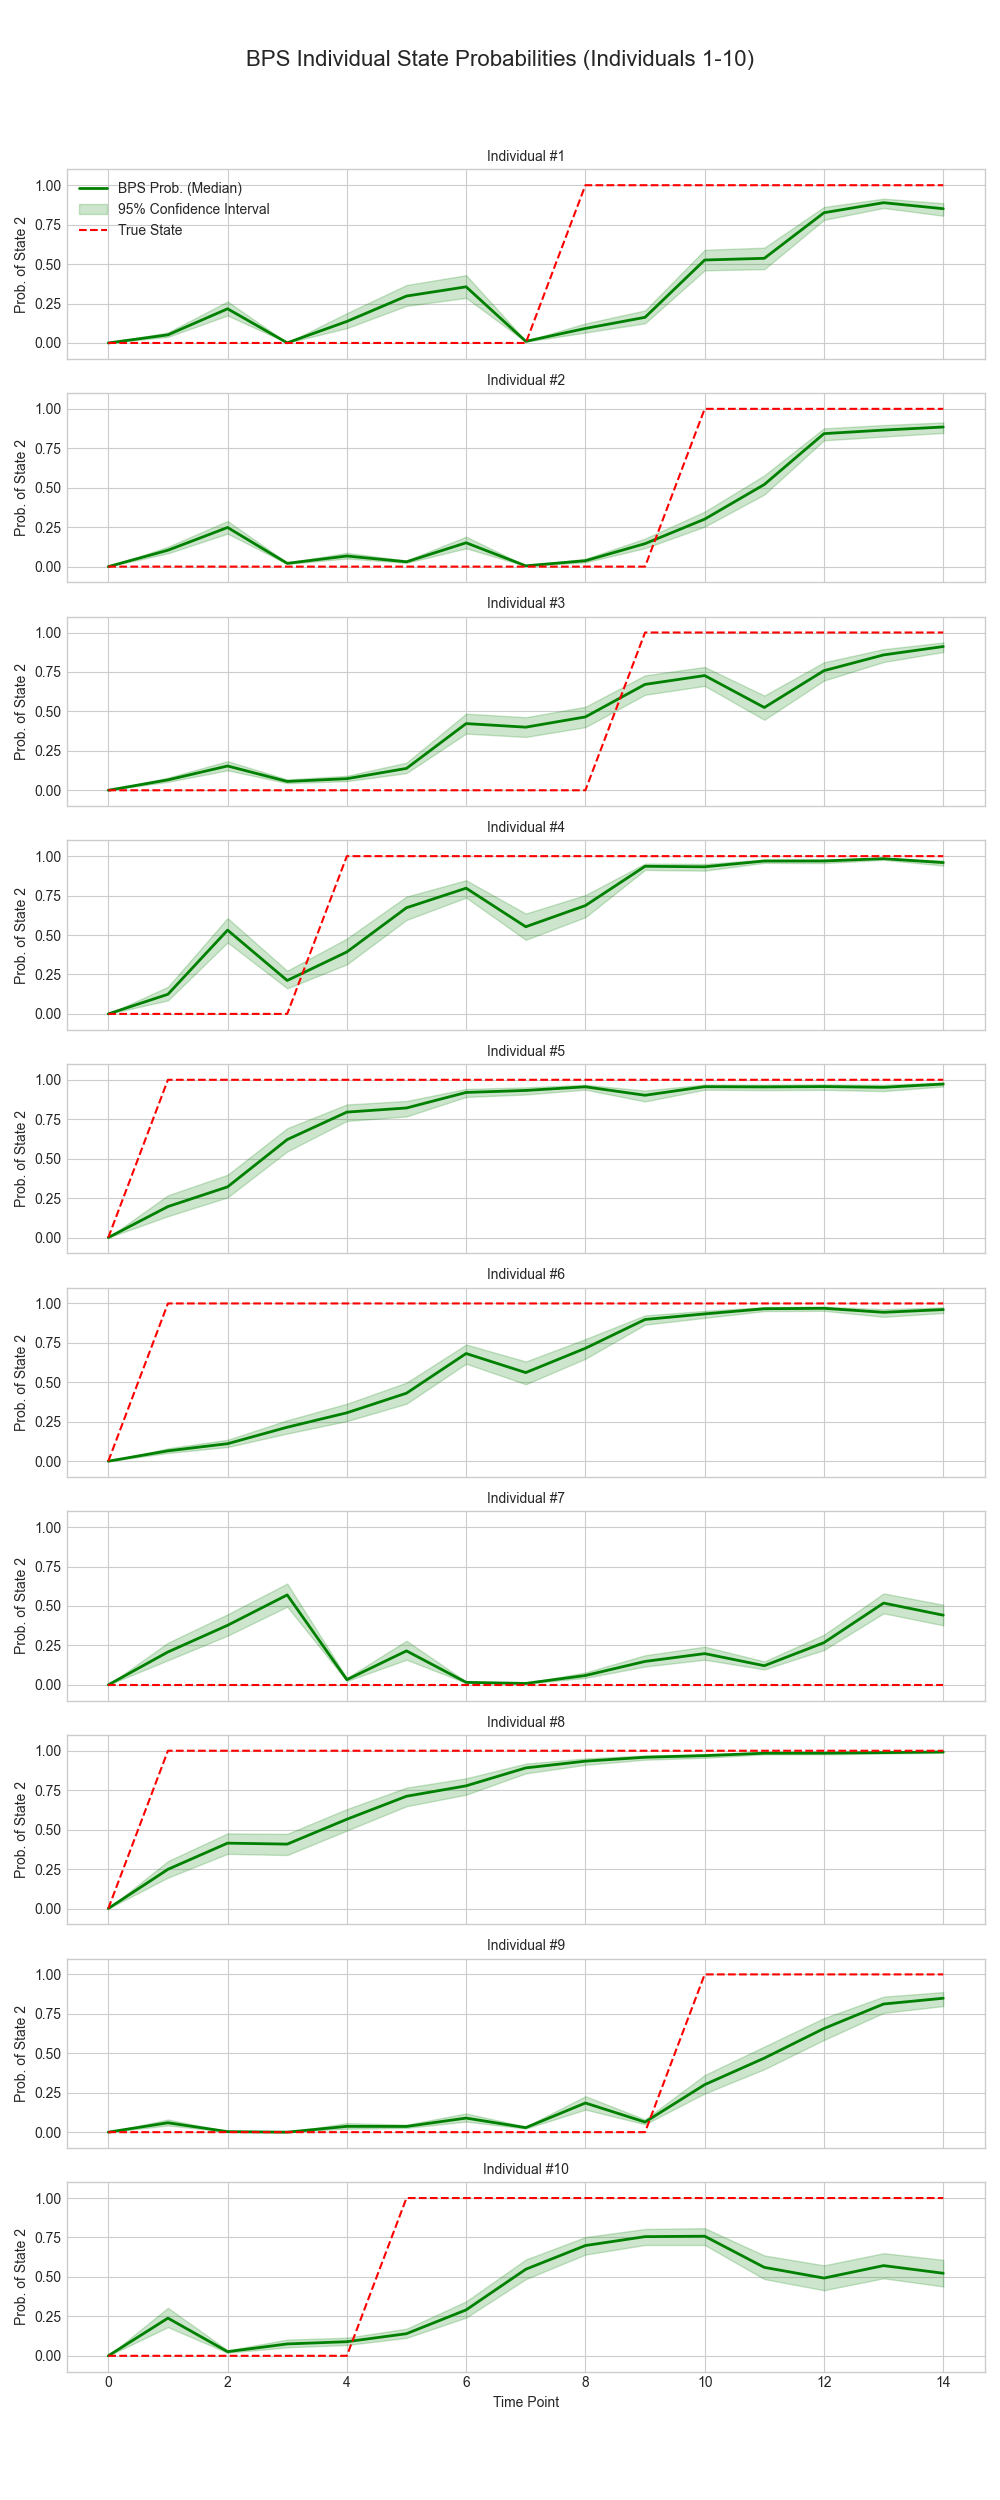 BPS Individual State Probabilities (Individuals 1-10)
Individual #1
1.00
0.75
0.50
0.25
0.00
Prob. of State 2
BPS Prob. (Median)
95% Confidence Interval
True State
Individual #2
1.00
0.75
0.50
0.25
0.00
Prob. of State 2
Individual #3
1.00
0.75
0.50
0.25
0.00
Prob. of State 2
Individual #4
1.00
0.75
0.50
0.25
0.00
Prob. of State 2
Individual #5
1.00
0.75
0.50
0.25
0.00
Prob. of State 2
Individual #6
1.00
0.75
0.50
0.25
0.00
Prob. of State 2
Individual #7
1.00
0.75
0.50
0.25
0.00
Prob. of State 2
Individual #8
1.00
0.75
0.50
0.25
0.00
Prob. of State 2
Individual #9
1.00
0.75
0.50
0.25
0.00
Prob. of State 2
Individual #10
1.00
0.75
0.50
0.25
0.00
Prob. of State 2
0 2 4 6 8 10 12 14
Time Point